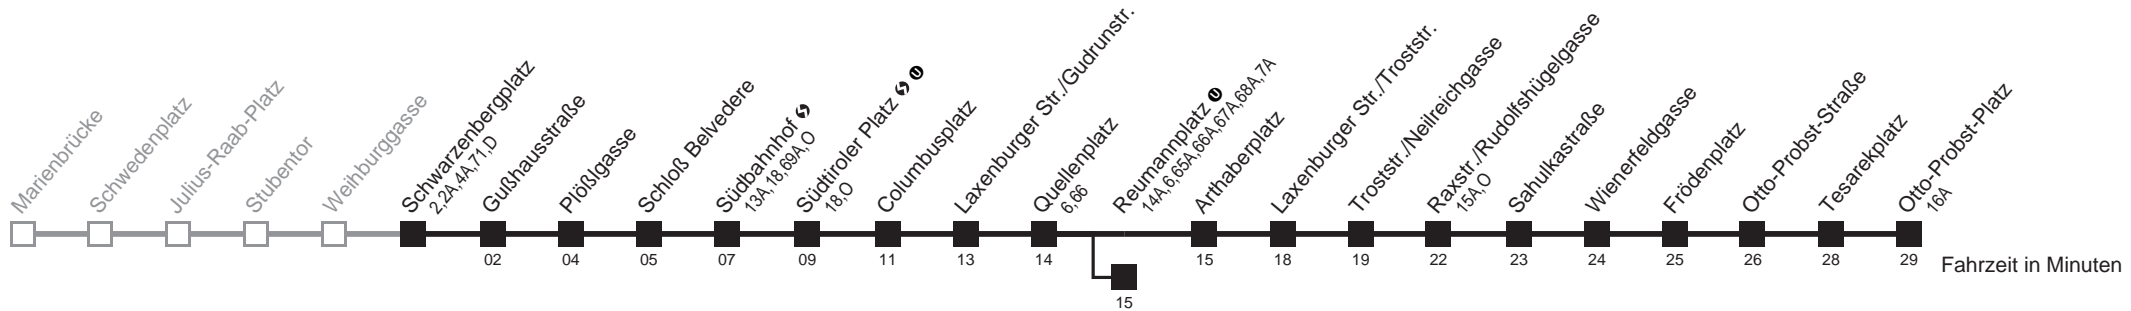 Marienbrücke
Schwedenplatz
Julius-Raab-Platz
Stubentor
Weihburggasse
Schwarzenbergplatz
2,2A,4A,71,D
Gußhausstraße
Plößlgasse
Schloß Belvedere
Südbahnhof S
13A,18,69A,O
Südtiroler Platz S U
18,O
Columbusplatz
Laxenburger Str./Gudrunstr.
Quellenplatz
6,66
Reumannplatz U
14A,6,65A,66A,67A,68A,7A
Arthaberplatz
Laxenburger Str./Troststr.
Troststr./Neilreichgasse
Raxstr./Rudolfshügelgasse
15A,O
Sahulkastraße
Wienerfeldgasse
Frödenplatz
Otto-Probst-Straße
Tesarekplatz
Otto-Probst-Platz
16A
02 04 05 07 09 11 13 14 15 18 19 22 23 24 25 26 28 29
Fahrzeit in Minuten
15